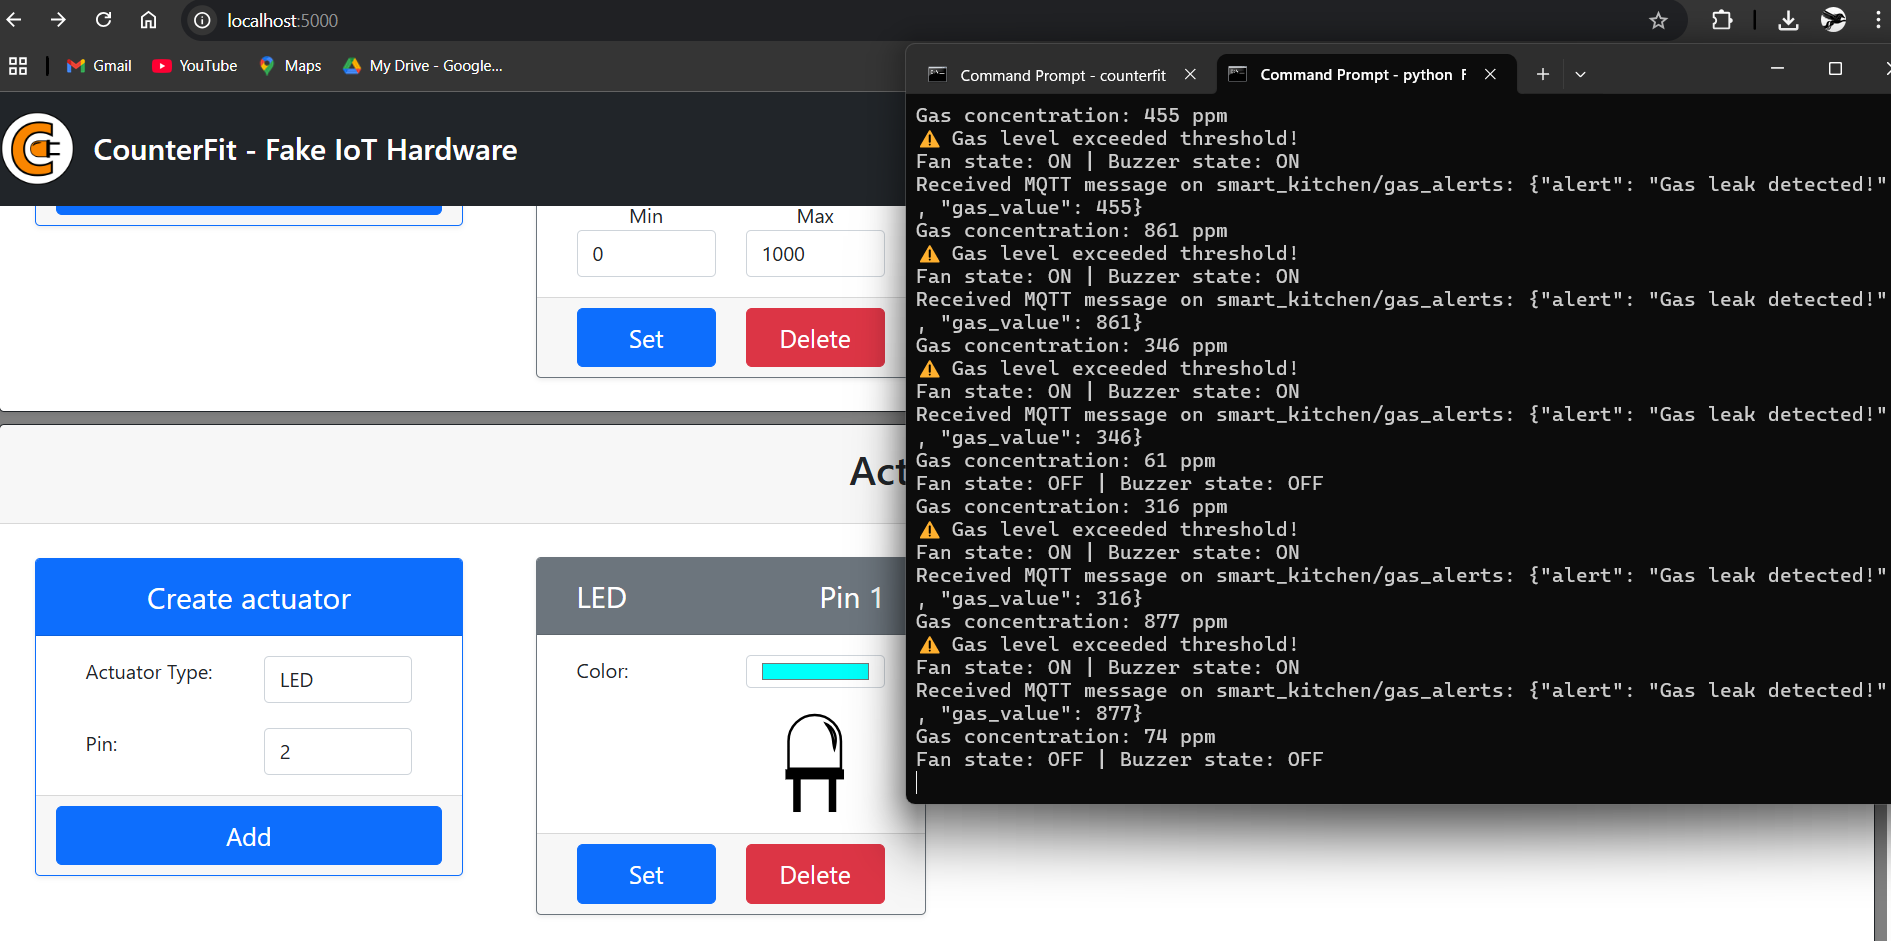 localhost:5000
Gmail YouTube Maps My Drive - Google...
CounterFit - Fake IoT Hardware
Min Max
0 1000
Set Delete
Act
Create actuator
Actuator Type: LED
Pin: 2
Add
LED Pin 1
Color:
Set Delete
Command Prompt - counterfit Command Prompt - python F
Gas concentration: 455 ppm
⚠ Gas level exceeded threshold!
Fan state: ON | Buzzer state: ON
Received MQTT message on smart_kitchen/gas_alerts: {"alert": "Gas leak detected!"
, "gas_value": 455}
Gas concentration: 861 ppm
⚠ Gas level exceeded threshold!
Fan state: ON | Buzzer state: ON
Received MQTT message on smart_kitchen/gas_alerts: {"alert": "Gas leak detected!"
, "gas_value": 861}
Gas concentration: 346 ppm
⚠ Gas level exceeded threshold!
Fan state: ON | Buzzer state: ON
Received MQTT message on smart_kitchen/gas_alerts: {"alert": "Gas leak detected!"
, "gas_value": 346}
Gas concentration: 61 ppm
Fan state: OFF | Buzzer state: OFF
Gas concentration: 316 ppm
⚠ Gas level exceeded threshold!
Fan state: ON | Buzzer state: ON
Received MQTT message on smart_kitchen/gas_alerts: {"alert": "Gas leak detected!"
, "gas_value": 316}
Gas concentration: 877 ppm
⚠ Gas level exceeded threshold!
Fan state: ON | Buzzer state: ON
Received MQTT message on smart_kitchen/gas_alerts: {"alert": "Gas leak detected!"
, "gas_value": 877}
Gas concentration: 74 ppm
Fan state: OFF | Buzzer state: OFF